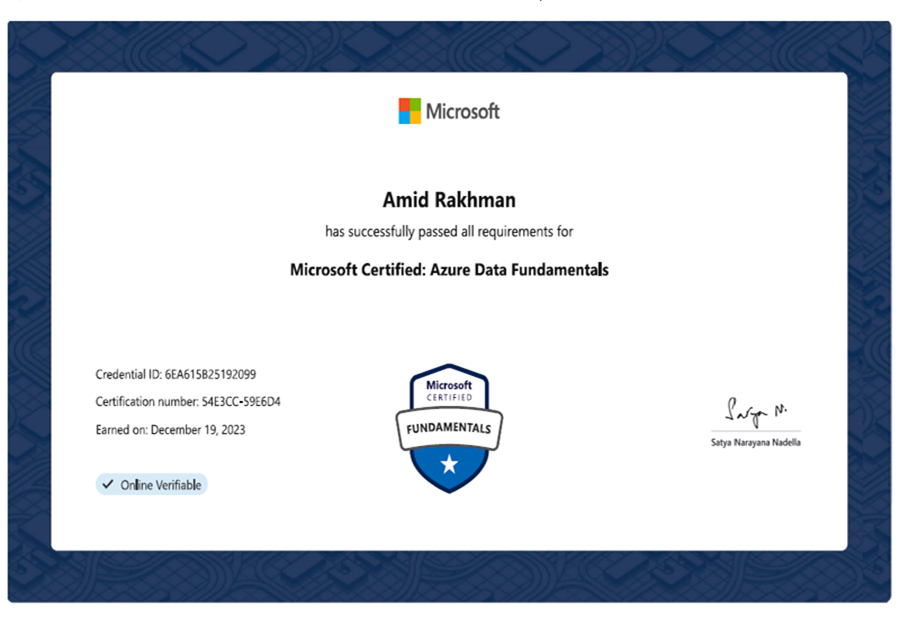 Microsoft
Amid Rakhman
has successfully passed all requirements for
Microsoft Certified: Azure Data Fundamentals
Credential ID: 6EA615B25192099
Certification number: 54E3CC-59E6D4
Earned on: December 19, 2023
Online Verifiable
Microsoft
CERTIFIED
FUNDAMENTALS
Satya N.
Satya Narayana Nadella